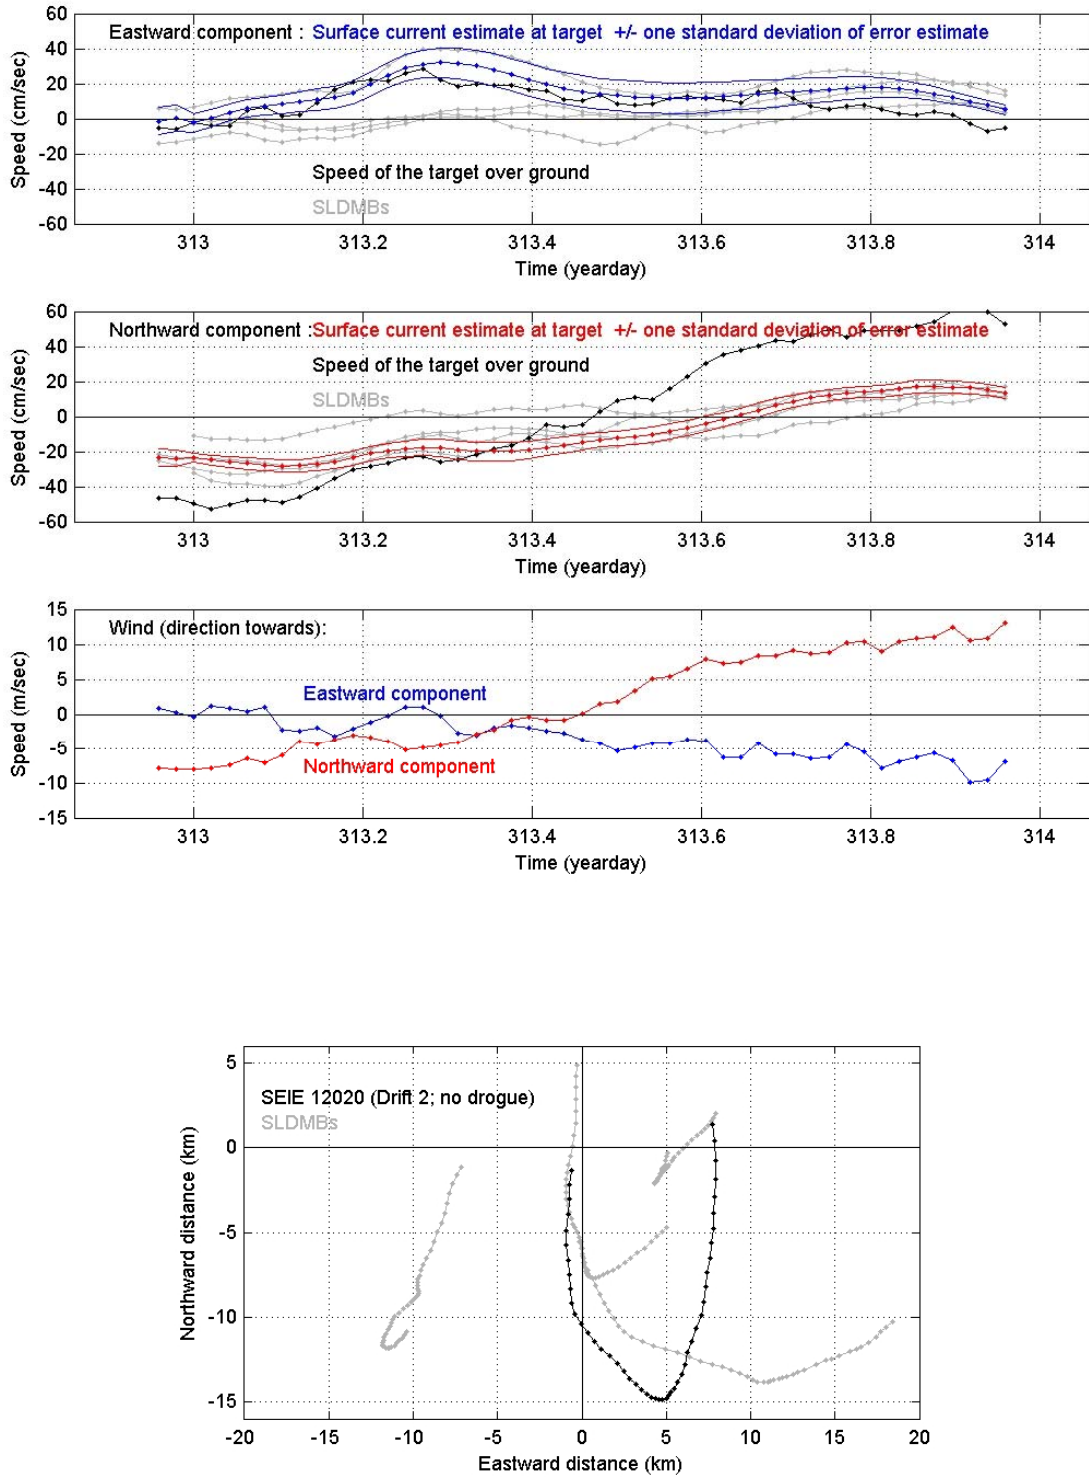 Eastward component : Surface current estimate at target +/- one standard deviation of error estimate
60
40
20
0
-20
-40
-60
Speed (cm/sec)
Speed of the target over ground
SLDMBs
313 313.2 313.4 313.6 313.8 314
Time (yearday)
Northward component : Surface current estimate at target +/- one standard deviation of error estimate
60
40
20
0
-20
-40
-60
Speed (cm/sec)
Speed of the target over ground
SLDMBs
313 313.2 313.4 313.6 313.8 314
Time (yearday)
Wind (direction towards):
15
10
5
0
-5
-10
-15
Speed (m/sec)
Eastward component
Northward component
313 313.2 313.4 313.6 313.8 314
Time (yearday)
SEIE 12020 (Drift 2; no drogue)
SLDMBs
5
0
-5
-10
-15
Northward distance (km)
-20 -15 -10 -5 0 5 10 15 20
Eastward distance (km)